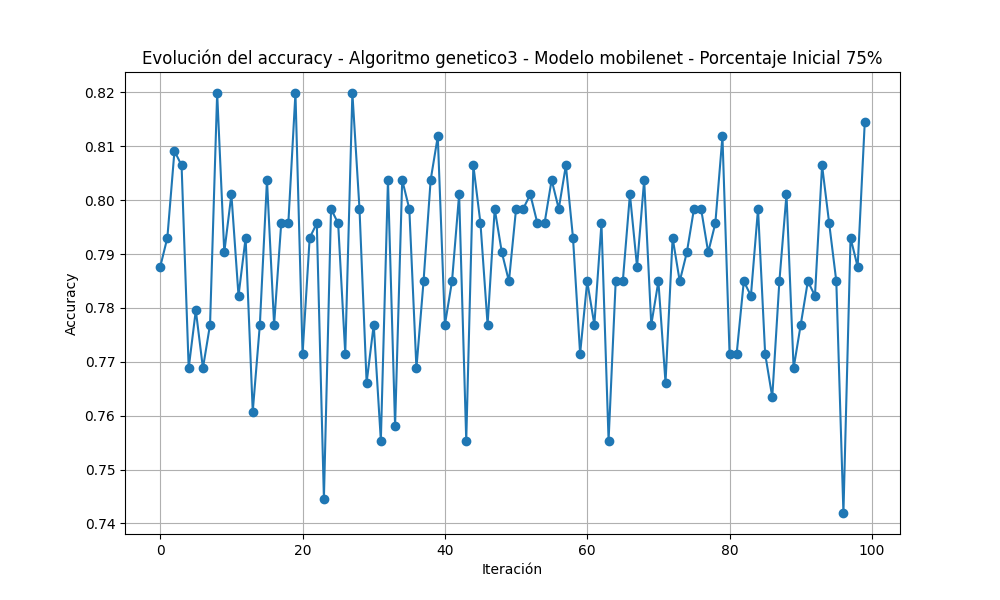 Evolución del accuracy - Algoritmo genetico3 - Modelo mobilenet - Porcentaje Inicial 75%
0.82
0.81
0.80
0.79
0.78
0.77
0.76
0.75
0.74
Accuracy
0 20 40 60 80 100
Iteración